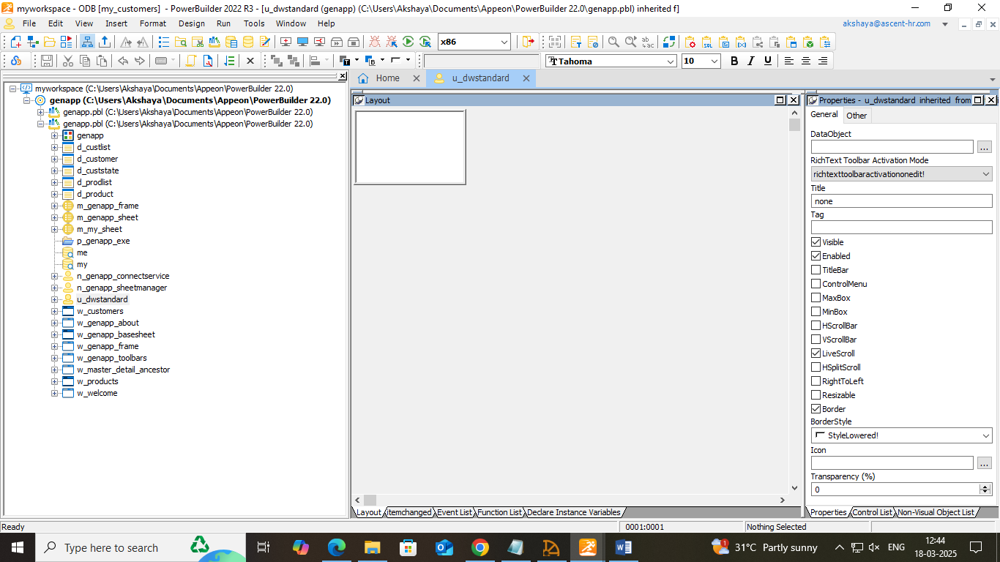 myworkspace - ODB [my_customers]  - PowerBuilder 2022 R3 - [u_dwstandard (genapp) (C:\Users\Akshaya\Documents\Appeon\PowerBuilder 22.0\genapp.pbl) inherited f]
File Edit View Insert Format Design Run Tools Window Help akshaya@ascent-hr.com
x86
Tahoma 10 B I U
Home u_dwstandard
myworkspace (C:\Users\Akshaya\Documents\Appeon\PowerBuilder 22.0)
genapp (C:\Users\Akshaya\Documents\Appeon\PowerBuilder 22.0)
genapp.pbl (C:\Users\Akshaya\Documents\Appeon\PowerBuilder 22.0)
genapp.pbl (C:\Users\Akshaya\Documents\Appeon\PowerBuilder 22.0)
genapp
d_custlist
d_customer
d_custstate
d_prodlist
d_product
m_genapp_frame
m_genapp_sheet
m_my_sheet
p_genapp_exe
me
my
n_genapp_connectservice
n_genapp_sheetmanager
u_dwstandard
w_customers
w_genapp_about
w_genapp_basesheet
w_genapp_frame
w_genapp_toolbars
w_master_detail_ancestor
w_products
w_welcome
Layout
Layout itemchanged Event List Function List Declare Instance Variables
Properties - u_dwstandard inherited from
General Other
DataObject
...
RichText Toolbar Activation Mode
richtexttoolbaractivationonedit!
Title
none
Tag
Visible
Enabled
TitleBar
ControlMenu
MaxBox
MinBox
HScrollBar
VScrollBar
LiveScroll
HSplitScroll
RightToLeft
Resizable
Border
BorderStyle
StyleLowered!
Icon
...
Transparency (%)
0
Properties Control List Non-Visual Object List
Ready 0001:0001 Nothing Selected
Type here to search 1 31°C Partly sunny ENG 12:44
18-03-2025